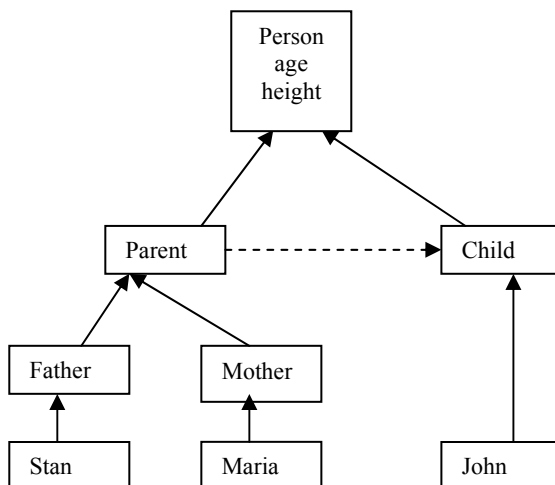 Person
age
height
Parent
Child
Father
Mother
Stan
Maria
John